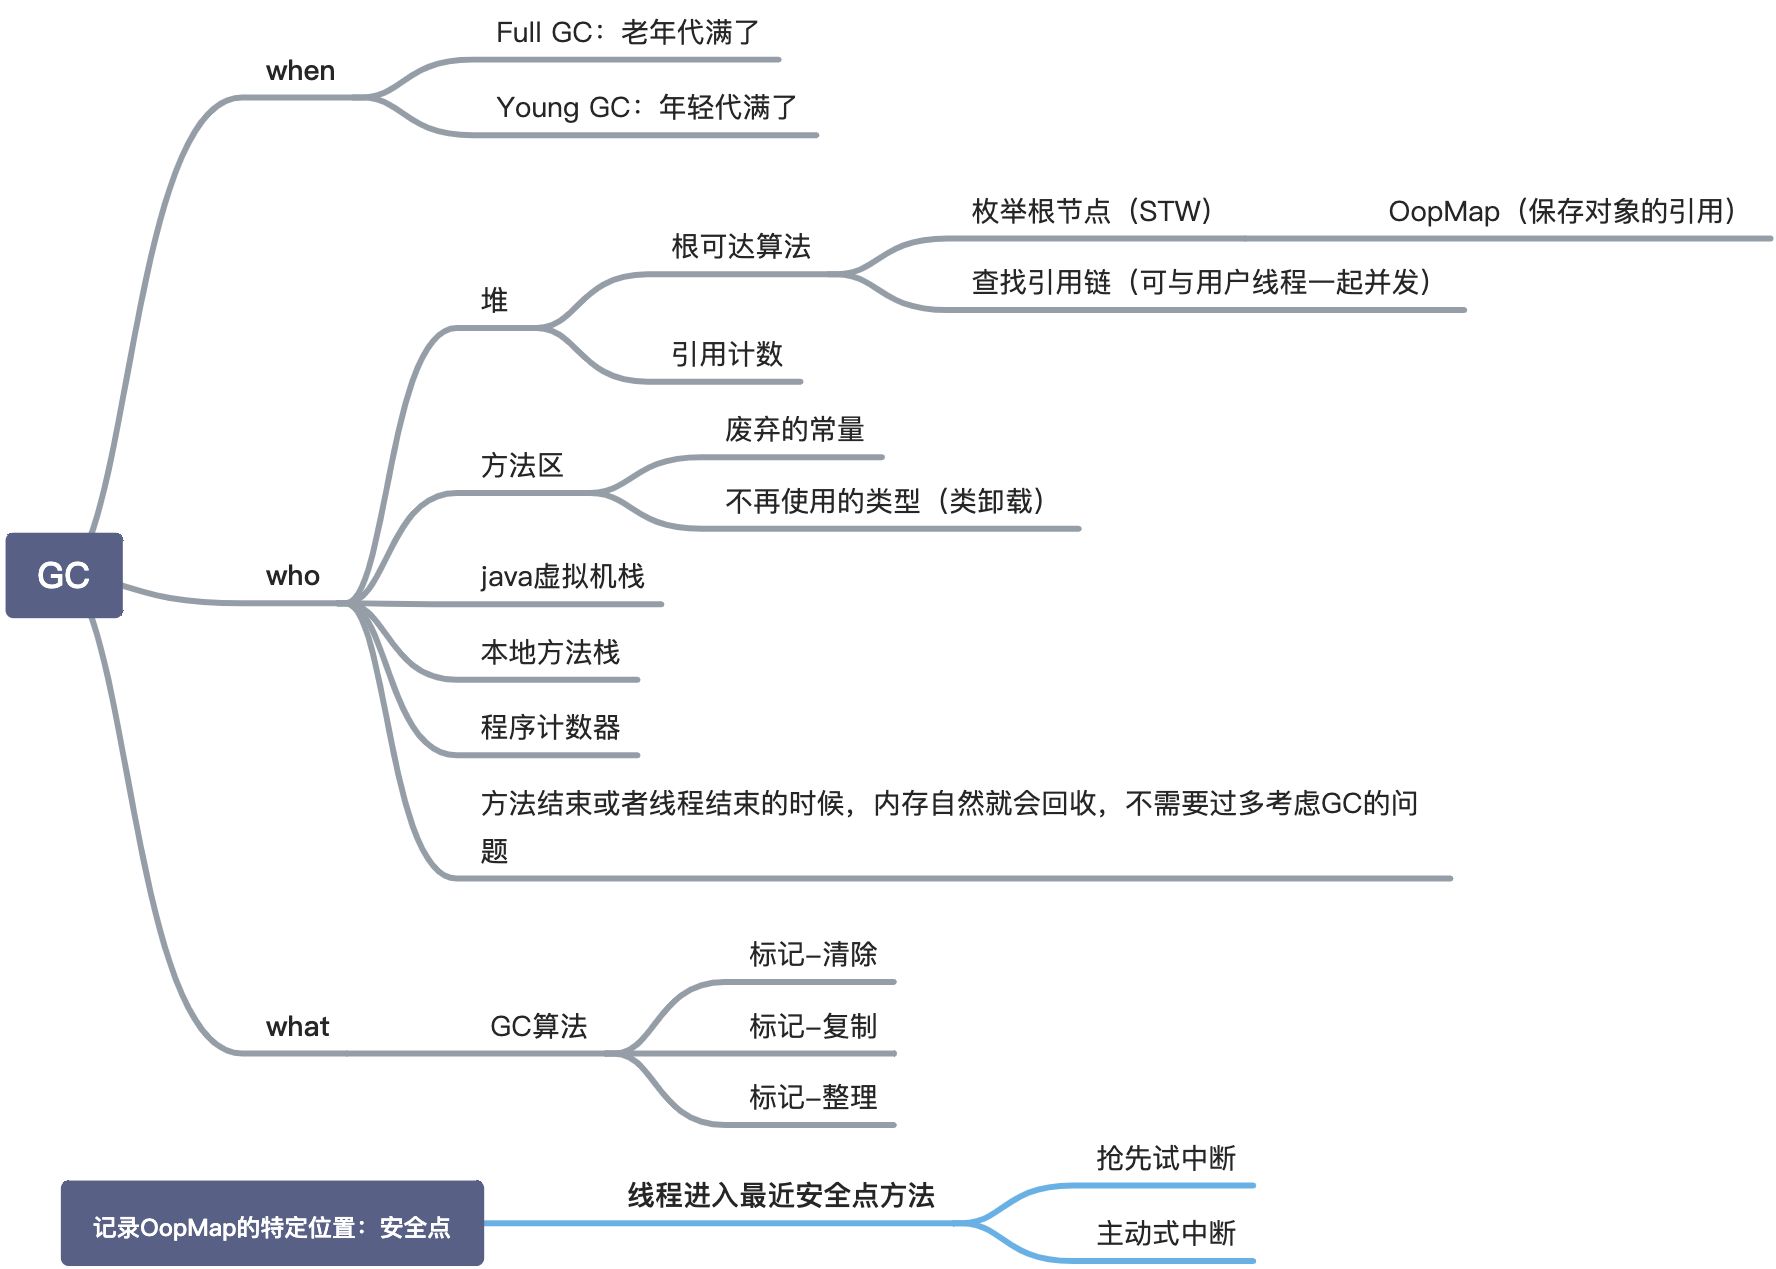 Full GC：老年代满了
when
Young GC：年轻代满了
枚举根节点（STW）
OopMap（保存对象的引用）
根可达算法
查找引用链（可与用户线程一起并发）
堆
引用计数
废弃的常量
方法区
不再使用的类型（类卸载）
GC
who
java虚拟机栈
本地方法栈
程序计数器
方法结束或者线程结束的时候，内存自然就会回收，不需要过多考虑GC的问
题
标记-清除
what
GC算法
标记-复制
标记-整理
抢先试中断
线程进入最近安全点方法
记录OopMap的特定位置：安全点
主动式中断